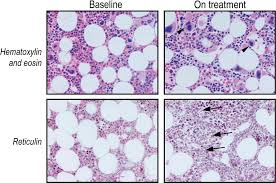 Baseline
On treatment
Hematoxylin
and eosin
Reticulin